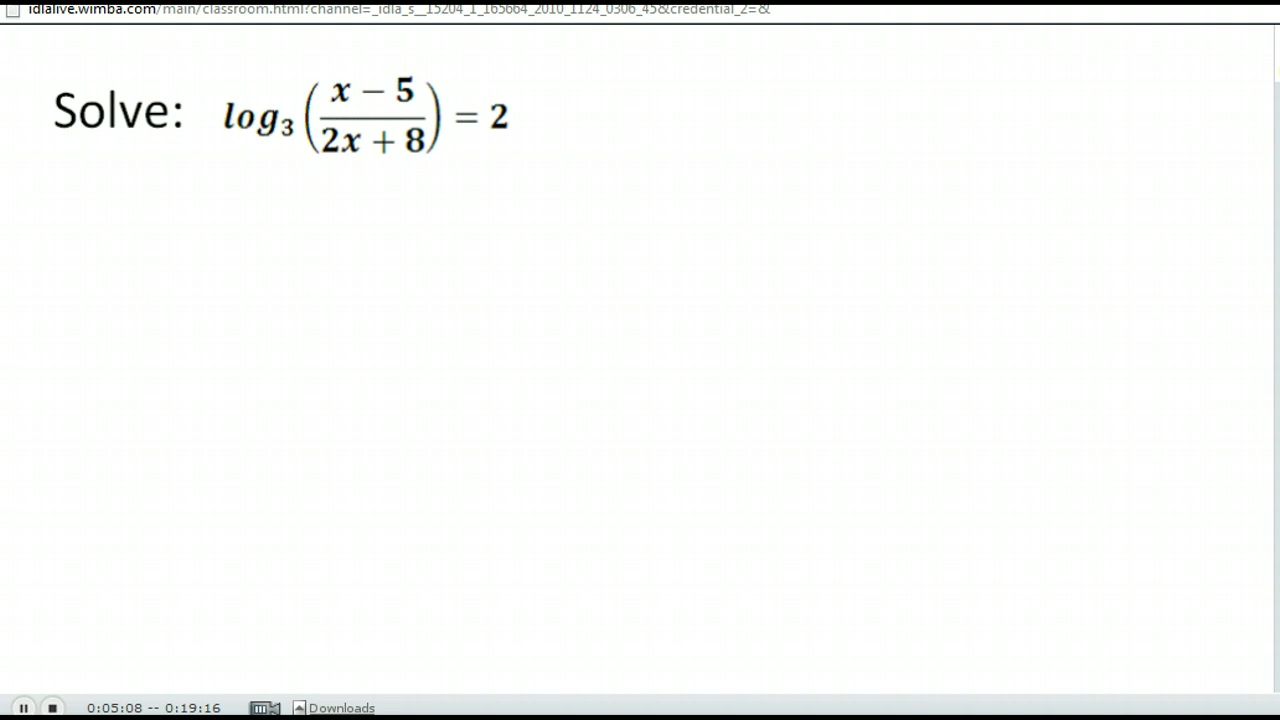 idlalive.wimba.com/main/classroom.html?channel=_idla_s__15204_1_165664_2010_1124_0306_45&credential_2=&
Solve: log₃ ((x − 5)/(2x + 8)) = 2
0:05:08 -- 0:19:16 Downloads